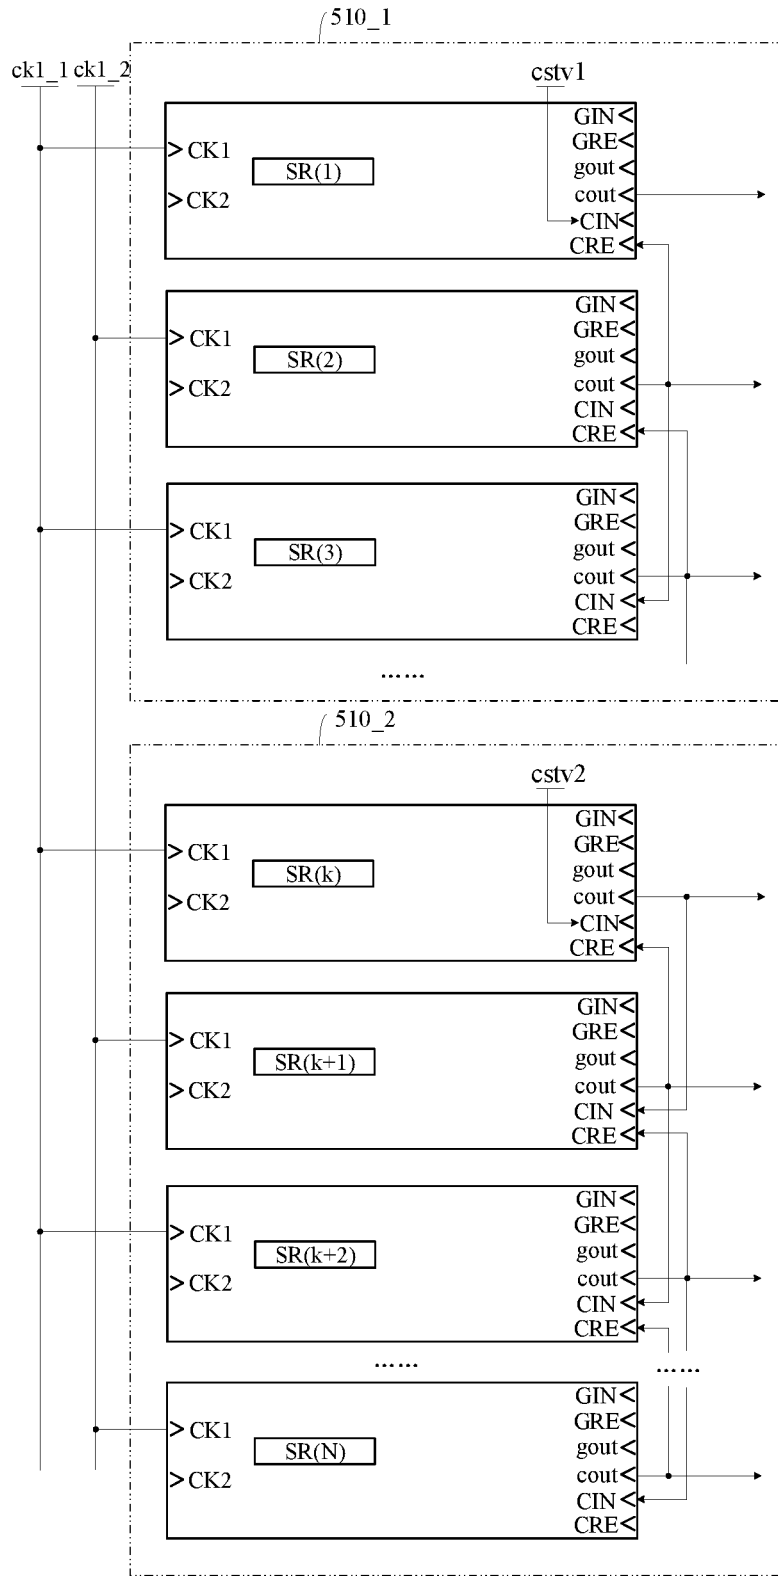 510_1
ck1_1 ck1_2
cstv1
GIN
CK1
GRE
SR(1)
gout
CK2
cout
CIN
CRE
GIN
CK1
GRE
SR(2)
gout
CK2
cout
CIN
CRE
GIN
CK1
GRE
SR(3)
gout
CK2
cout
CIN
CRE
......
510_2
cstv2
GIN
CK1
GRE
SR(k)
gout
CK2
cout
CIN
CRE
GIN
CK1
GRE
SR(k+1)
gout
CK2
cout
CIN
CRE
GIN
CK1
GRE
SR(k+2)
gout
CK2
cout
CIN
CRE
...... ......
GIN
CK1
GRE
SR(N)
gout
CK2
cout
CIN
CRE